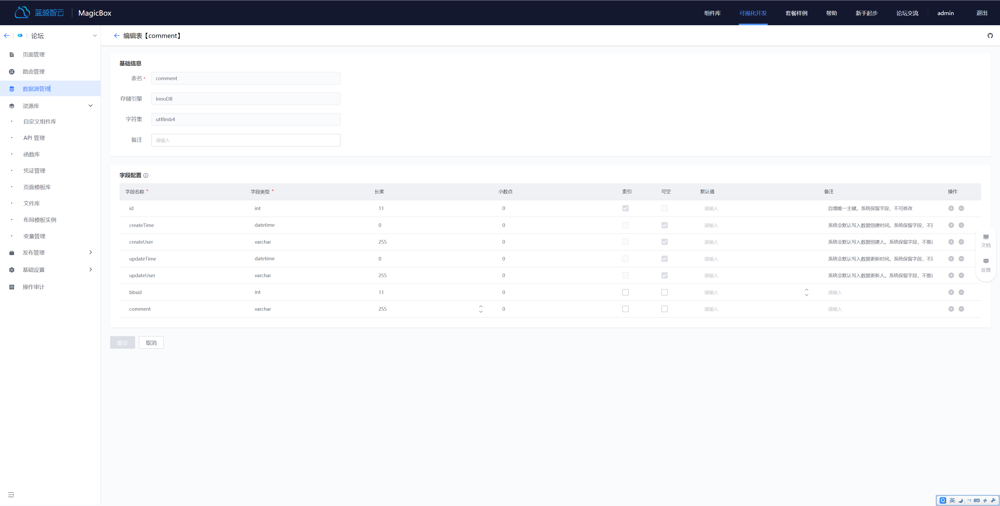 蓝鲸智云 MagicBox 组件库 可视化开发 套餐样例 帮助 新手起步 论坛交流 admin 退出
论坛
页面管理
路由管理
数据源管理
资源库
自定义组件库
API 管理
函数库
凭证管理
页面模板库
文件库
布局模板实例
变量管理
发布管理
基础设置
操作审计
编辑表【comment】
基础信息
表名 * comment
存储引擎 InnoDB
字符集 utf8mb4
备注 请输入
字段配置
字段名称 * 字段类型 * 长度 小数点 索引 可空 默认值 备注 操作
id int 11 0 请输入 自增唯一主键。系统保留字段，不可修改
createTime datetime 0 0 请输入 系统会默认写入数据创建时间。系统保留字段，不
createUser varchar 255 0 请输入 系统会默认写入数据创建人。系统保留字段，不推
updateTime datetime 0 0 请输入 系统会默认写入数据更新时间。系统保留字段，不
updateUser varchar 255 0 请输入 系统会默认写入数据更新人。系统保留字段，不推
bbsid int 11 0 请输入 请输入
comment varchar 255 0 请输入 请输入
提交 取消
文档
反馈
英